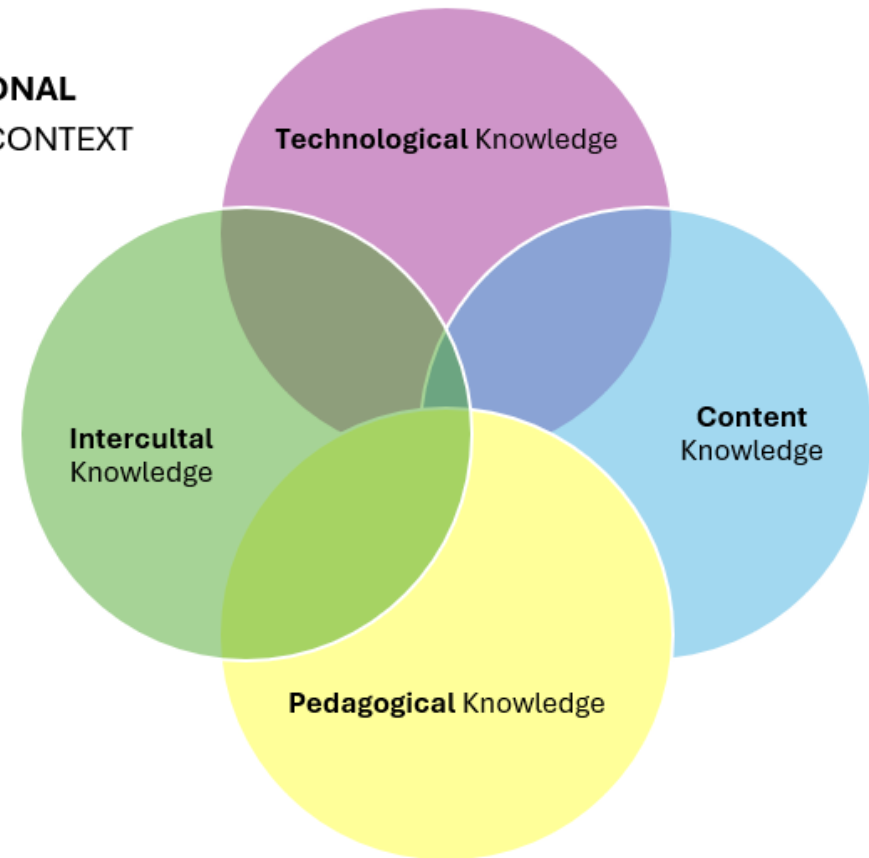 ONAL
CONTEXT
Technological Knowledge
Intercultal
Knowledge
Content
Knowledge
Pedagogical Knowledge